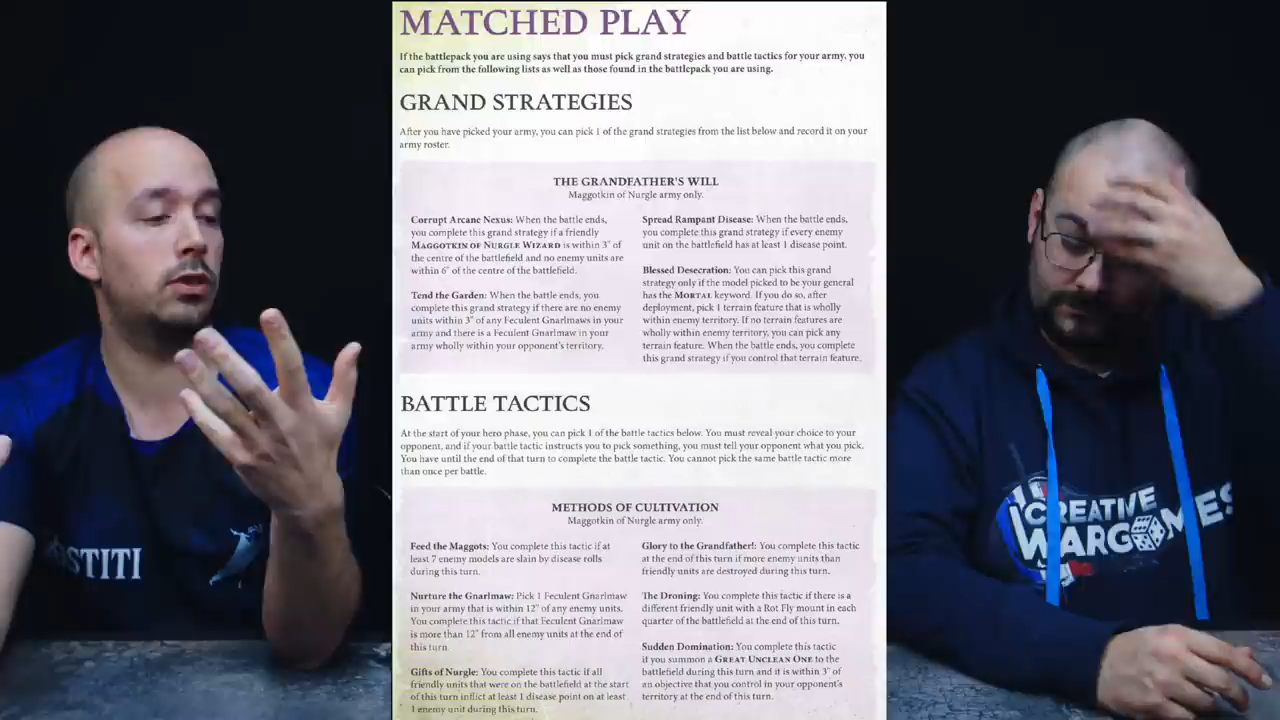 MATCHED PLAY
If the battlepack you are using says that you must pick grand strategies and battle tactics for your army, you
can pick from the following lists as well as those found in the battlepack you are using.
GRAND STRATEGIES
After you have picked your army, you can pick 1 of the grand strategies from the list below and record it on your
army roster.
THE GRANDFATHER'S WILL
Maggotkin of Nurgle army only.
Corrupt Arcane Nexus: When the battle ends,
you complete this grand strategy if a friendly
MAGGOTKIN OF NURGLE WIZARD is within 3" of
the centre of the battlefield and no enemy units are
within 6" of the centre of the battlefield.
Tend the Garden: When the battle ends, you
complete this grand strategy if there are no enemy
units within 3" of any Feculent Gnarlmaws in your
army and there is a Feculent Gnarlmaw in your
army wholly within your opponent's territory.
Spread Rampant Disease: When the battle ends,
you complete this grand strategy if every enemy
unit on the battlefield has at least 1 disease point.
Blessed Desecration: You can pick this grand
strategy only if the model picked to be your general
has the MORTAL keyword. If you do so, after
deployment, pick 1 terrain feature that is wholly
within enemy territory. If no terrain features are
wholly within enemy territory, you can pick any
terrain feature. When the battle ends, you complete
this grand strategy if you control that terrain feature.
BATTLE TACTICS
At the start of your hero phase, you can pick 1 of the battle tactics below. You must reveal your choice to your
opponent, and if your battle tactic instructs you to pick something, you must tell your opponent what you pick.
You have until the end of that turn to complete the battle tactic. You cannot pick the same battle tactic more
than once per battle.
METHODS OF CULTIVATION
Maggotkin of Nurgle army only.
Feed the Maggots: You complete this tactic if at
least 7 enemy models are slain by disease rolls
during this turn.
Nurture the Gnarlmaw: Pick 1 Feculent Gnarlmaw
in your army that is within 12" of any enemy units.
You complete this tactic if that Feculent Gnarlmaw
is more than 12" from all enemy units at the end of
this turn.
Gifts of Nurgle: You complete this tactic if all
friendly units that were on the battlefield at the start
of this turn inflict at least 1 disease point on at least
1 enemy unit during this turn.
Glory to the Grandfather!: You complete this tactic
at the end of this turn if more enemy units than
friendly units are destroyed during this turn.
The Droning: You complete this tactic if there is a
different friendly unit with a Rot Fly mount in each
quarter of the battlefield at the end of this turn.
Sudden Domination: You complete this tactic
if you summon a GREAT UNCLEAN ONE to the
battlefield during this turn and it is within 3" of
an objective that you control in your opponent's
territory at the end of this turn.
STITI
CREATIVE
WARGAMES